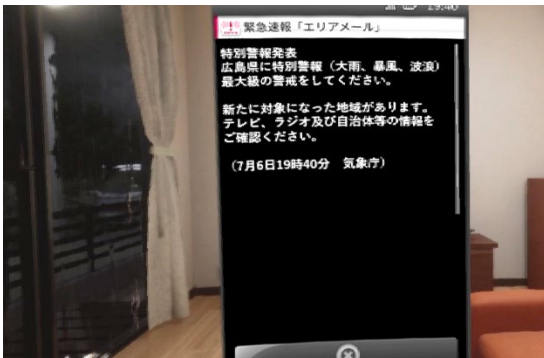 19:40
緊急速報「エリアメール」
特別警報発表
広島県に特別警報（大雨、暴風、波浪）
最大級の警戒をしてください。
新たに対象になった地域があります。
テレビ、ラジオ及び自治体等の情報を
ご確認ください。
（7月6日19時40分　気象庁）